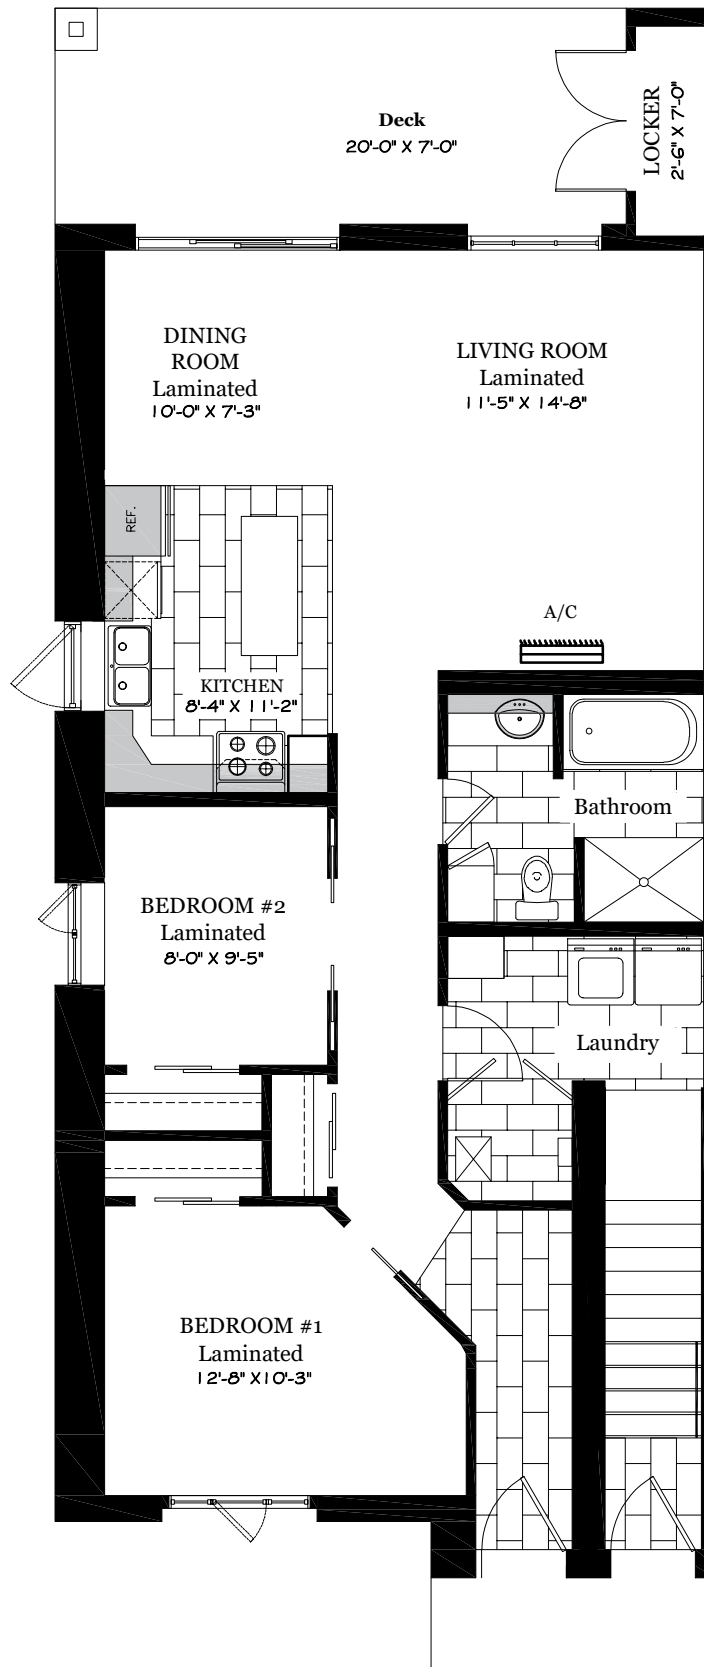 Deck
20'-0" X 7'-0"
LOCKER
2'-6" X 7'-0"
DINING
ROOM
Laminated
10'-0" X 7'-3"
LIVING ROOM
Laminated
11'-5" X 14'-8"
REF.
A/C
KITCHEN
8'-4" X 11'-2"
Bathroom
BEDROOM #2
Laminated
8'-0" X 9'-5"
Laundry
BEDROOM #1
Laminated
12'-8" X10'-3"